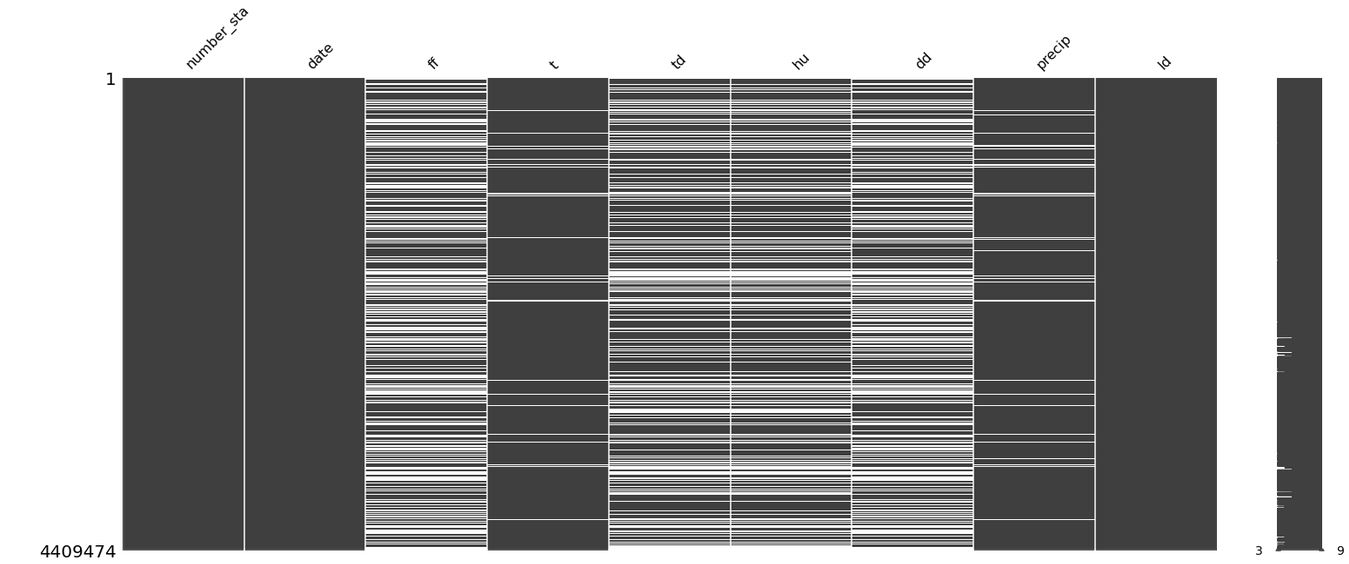 number_sta date ff t td hu dd precip Id
1
4409474
3 9